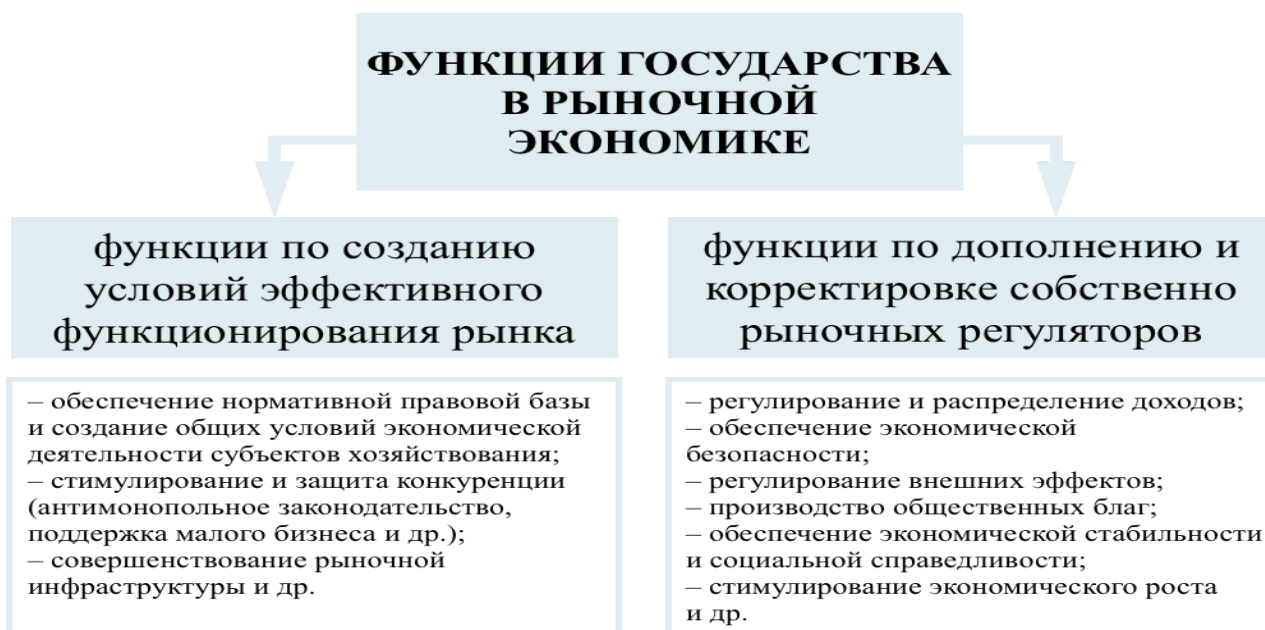 ФУНКЦИИ ГОСУДАРСТВА
В РЫНОЧНОЙ
ЭКОНОМИКЕ
функции по созданию
условий эффективного
функционирования рынка
– обеспечение нормативной правовой базы
и создание общих условий экономической
деятельности субъектов хозяйствования;
– стимулирование и защита конкуренции
(антимонопольное законодательство,
поддержка малого бизнеса и др.);
– совершенствование рыночной
инфраструктуры и др.
функции по дополнению и
корректировке собственно
рыночных регуляторов
– регулирование и распределение доходов;
– обеспечение экономической
безопасности;
– регулирование внешних эффектов;
– производство общественных благ;
– обеспечение экономической стабильности
и социальной справедливости;
– стимулирование экономического роста
и др.